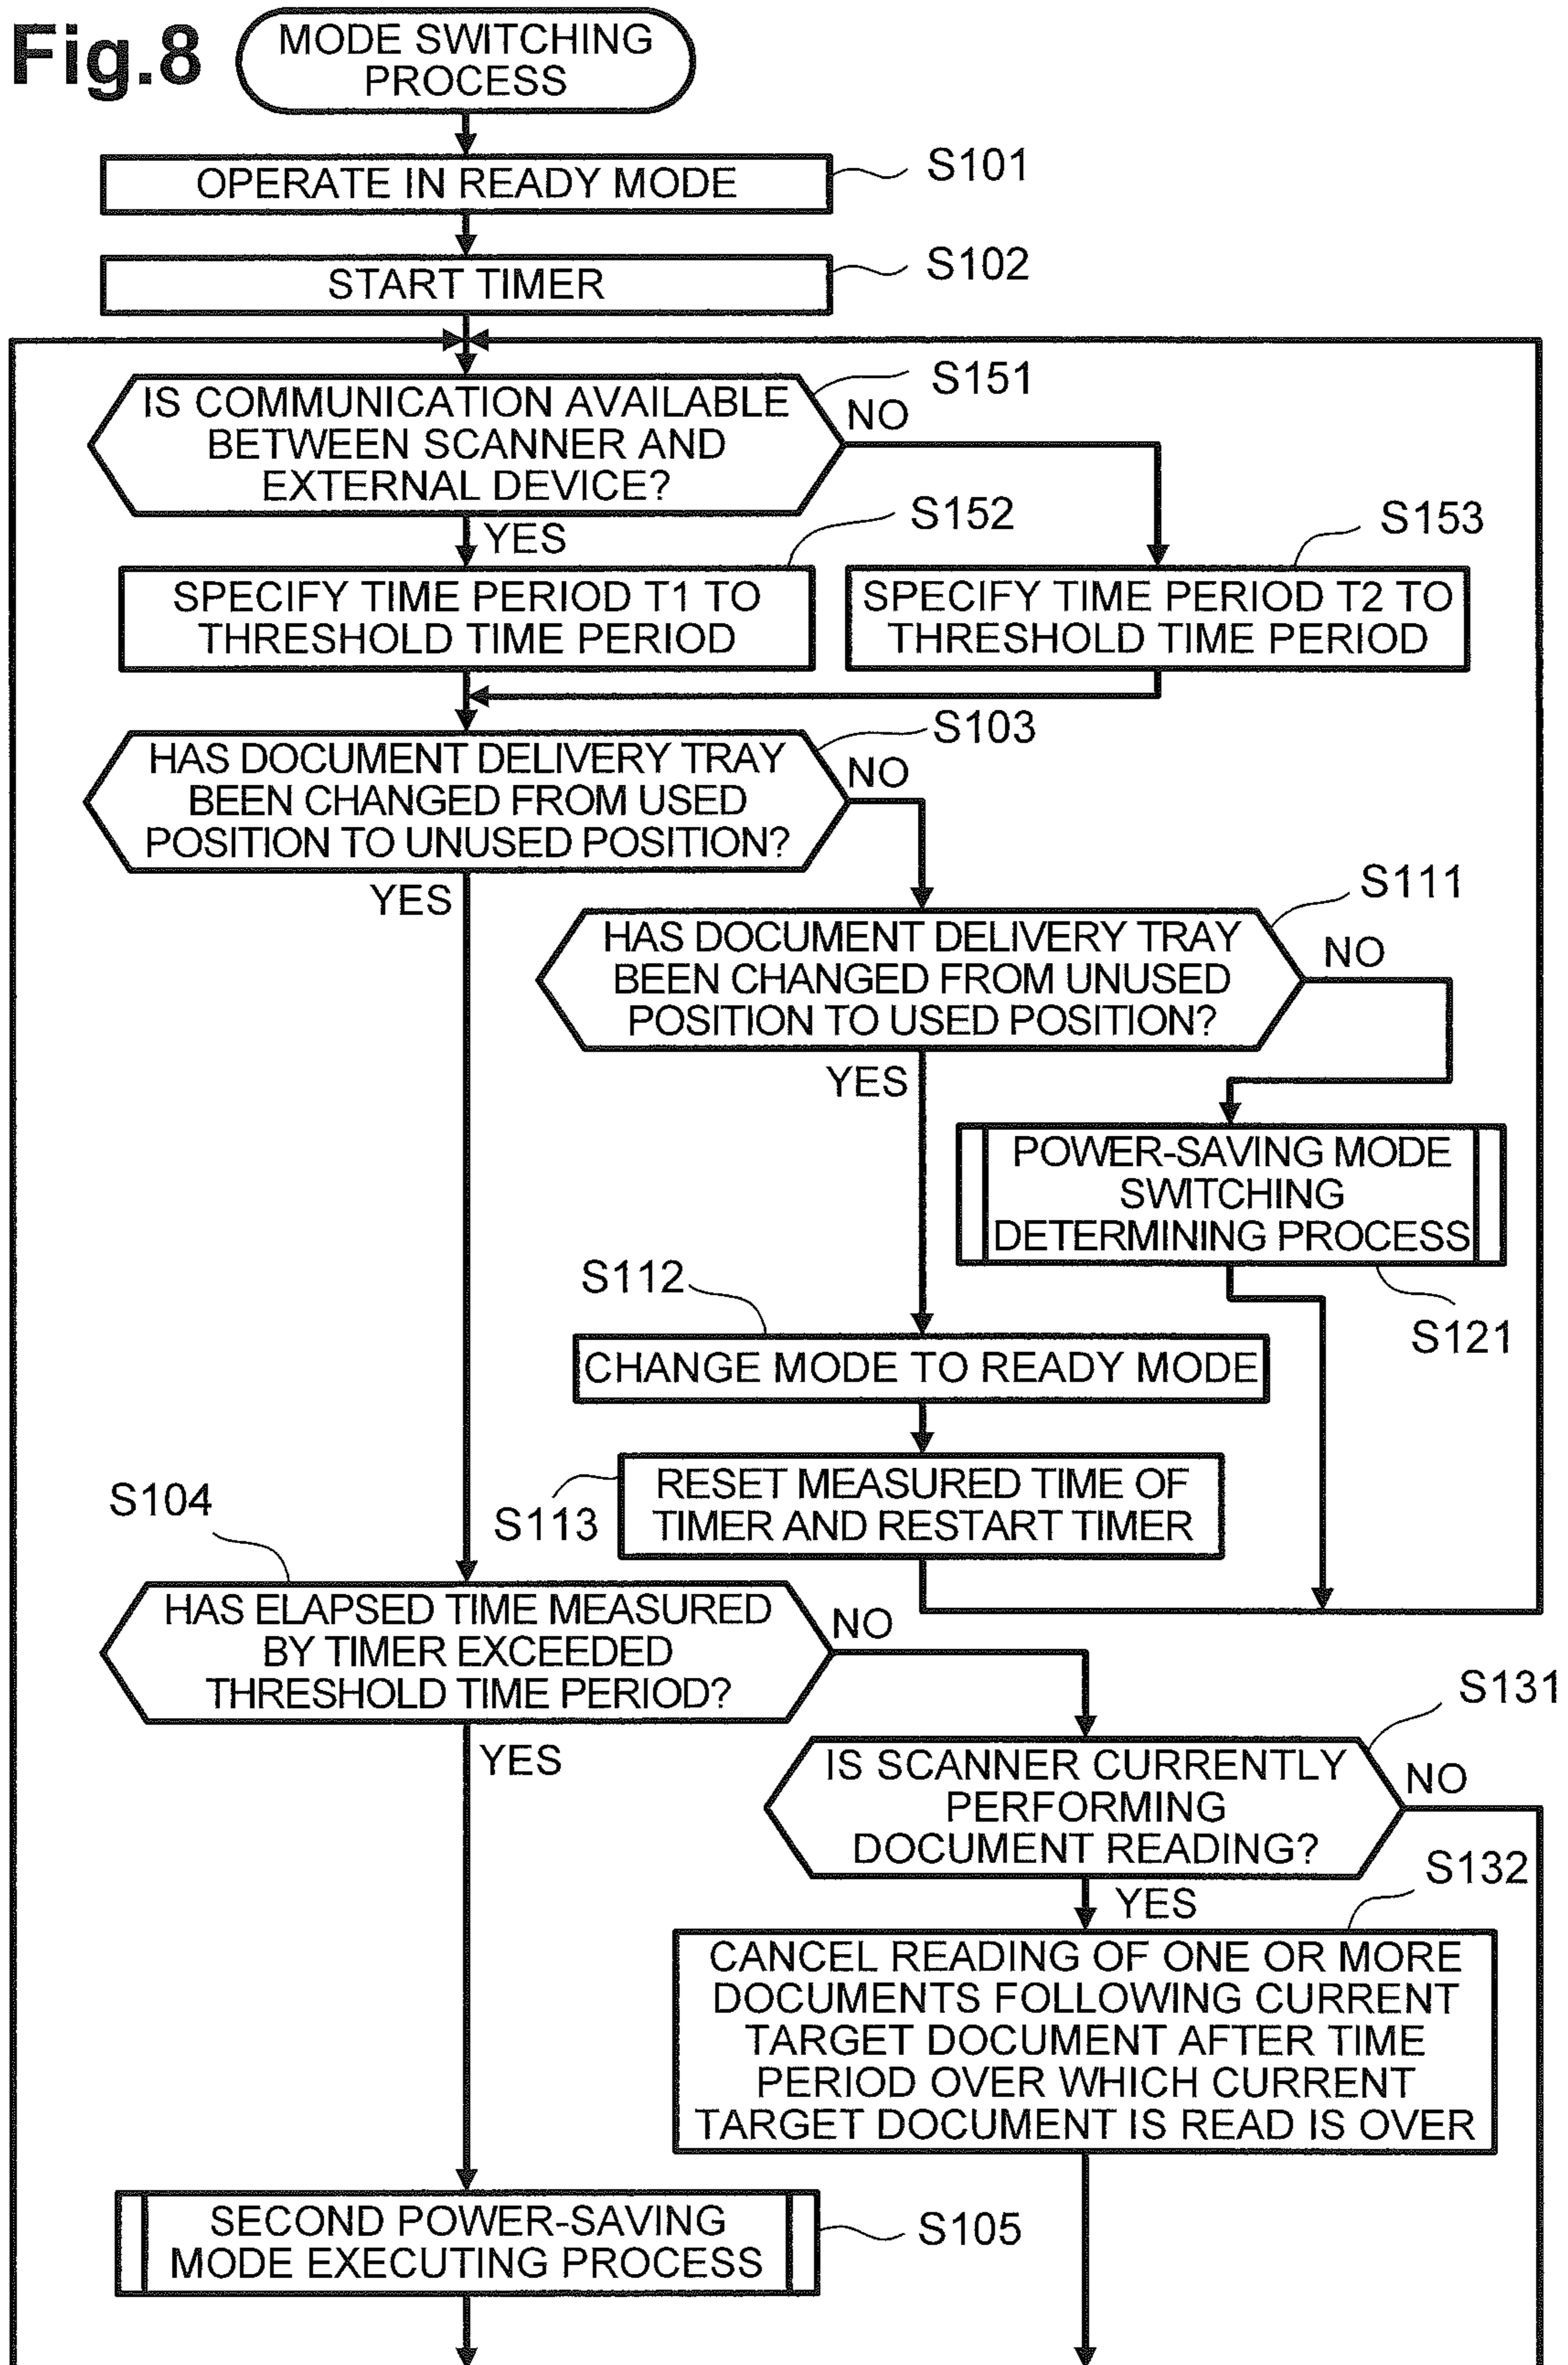 Fig.8
MODE SWITCHING
PROCESS
OPERATE IN READY MODE
S101
START TIMER
S102
IS COMMUNICATION AVAILABLE
BETWEEN SCANNER AND
EXTERNAL DEVICE?
S151
NO
YES
S152
S153
SPECIFY TIME PERIOD T1 TO
THRESHOLD TIME PERIOD
SPECIFY TIME PERIOD T2 TO
THRESHOLD TIME PERIOD
S103
HAS DOCUMENT DELIVERY TRAY
BEEN CHANGED FROM USED
POSITION TO UNUSED POSITION?
NO
YES
S111
HAS DOCUMENT DELIVERY TRAY
BEEN CHANGED FROM UNUSED
POSITION TO USED POSITION?
NO
YES
POWER-SAVING MODE
SWITCHING
DETERMINING PROCESS
S121
S112
CHANGE MODE TO READY MODE
S113
RESET MEASURED TIME OF
TIMER AND RESTART TIMER
S104
HAS ELAPSED TIME MEASURED
BY TIMER EXCEEDED
THRESHOLD TIME PERIOD?
NO
YES
S131
IS SCANNER CURRENTLY
PERFORMING
DOCUMENT READING?
NO
YES
S132
CANCEL READING OF ONE OR MORE
DOCUMENTS FOLLOWING CURRENT
TARGET DOCUMENT AFTER TIME
PERIOD OVER WHICH CURRENT
TARGET DOCUMENT IS READ IS OVER
SECOND POWER-SAVING
MODE EXECUTING PROCESS
S105